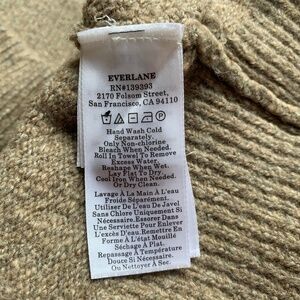 EVERLANE
RN#139393
2170 Folsom Street,
San Francisco, CA 94110
Hand Wash Cold
Separately.
Only Non-chlorine
Bleach When Needed.
Roll In Towel To Remove
Excess Water.
Reshape When Wet.
Lay Flat To Dry
Cool Iron When Needed.
Or Dry Clean.
Lavage À La Main À L'eau
Froide Séparément.
Utiliser De L'eau De Javel
Sans Chlore Uniquement Si
Nécessaire.Essorer Dans
Une Serviette Pour Enlever
L'excès D'eau.Remettre En
Forme À L'état Mouillé
Séchage À Plat.
Repassage À Température
Douce Si Nécessaire.
Ou Nettoyer À Sec.